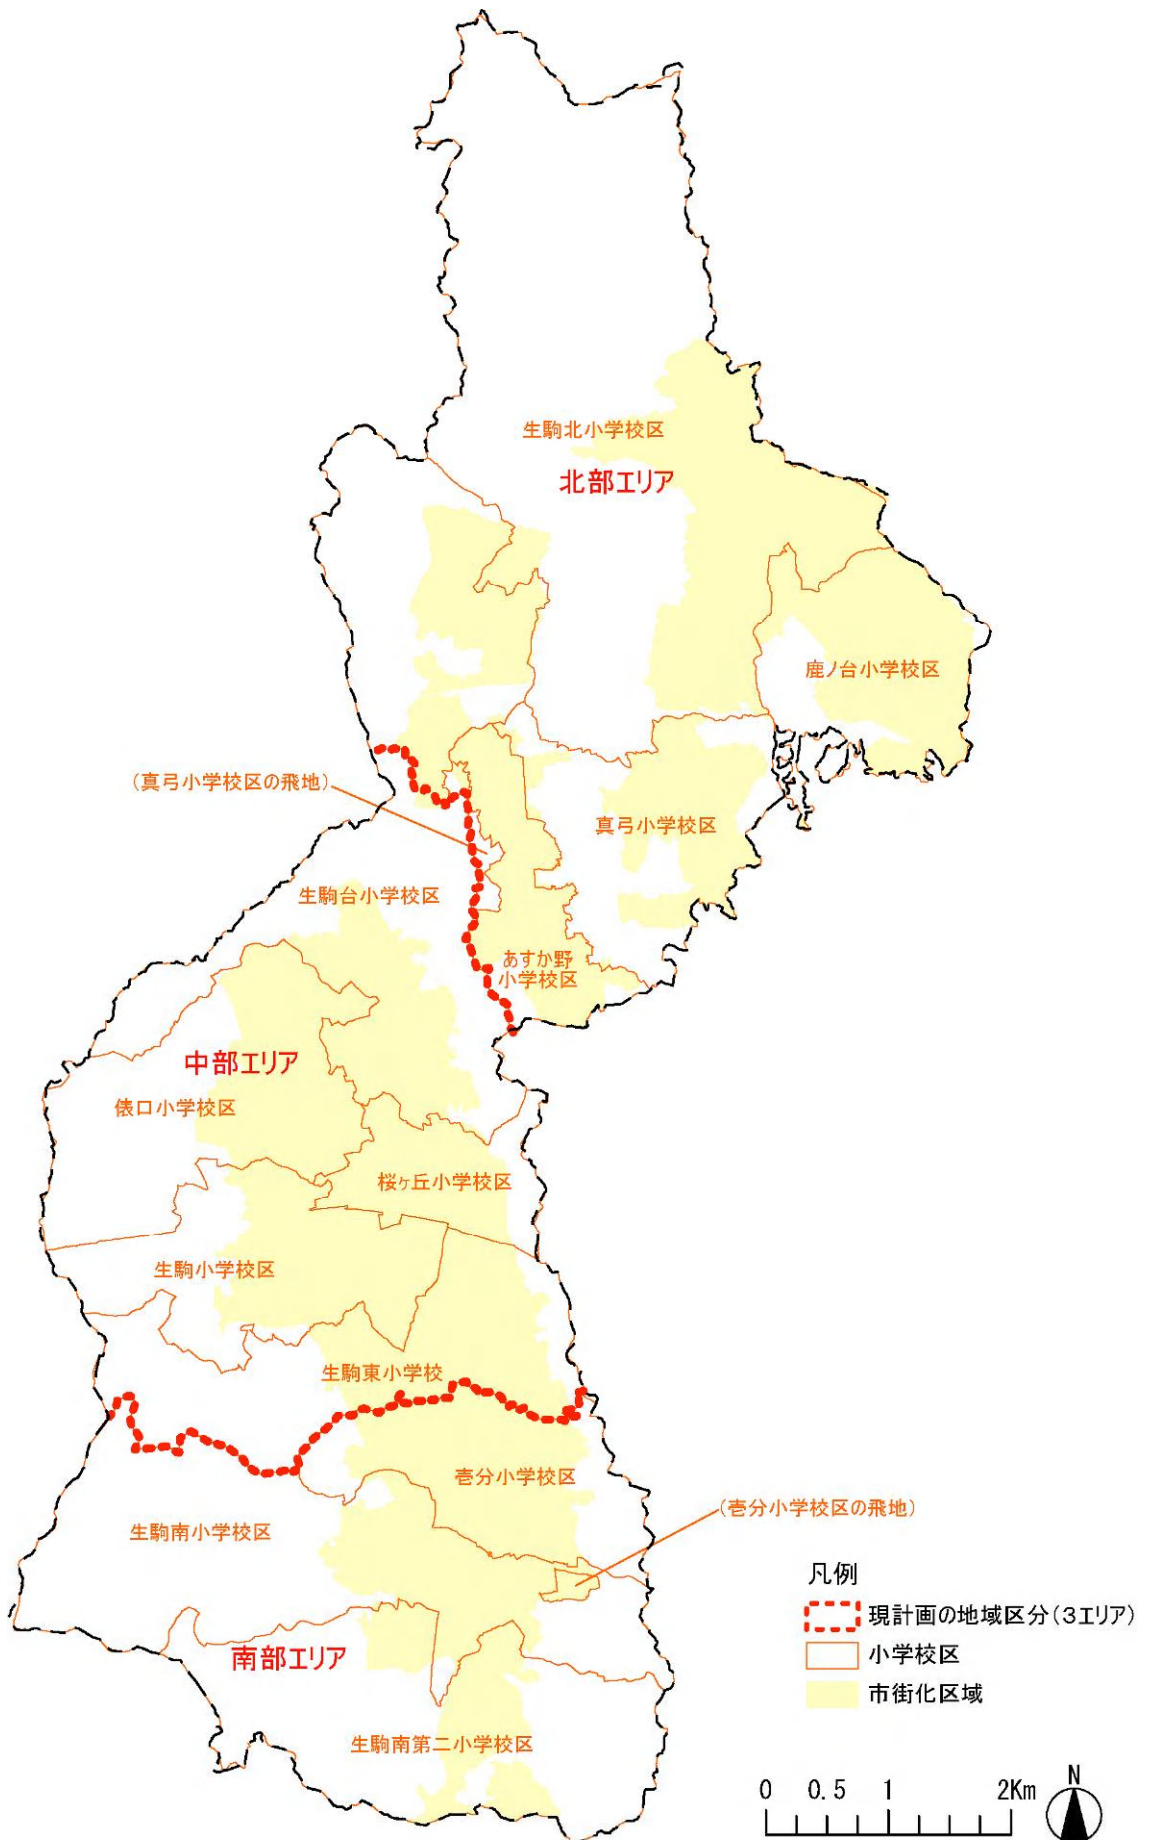 生駒北小学校区
北部エリア
鹿ノ台小学校区
(真弓小学校区の飛地)
真弓小学校区
生駒台小学校区
あすか野
小学校区
中部エリア
俵口小学校区
桜ヶ丘小学校区
生駒小学校区
生駒東小学校
壱分小学校区
(壱分小学校区の飛地)
生駒南小学校区
南部エリア
生駒南第二小学校区
凡例
現計画の地域区分(3エリア)
小学校区
市街化区域
0 0.5 1 2Km
N